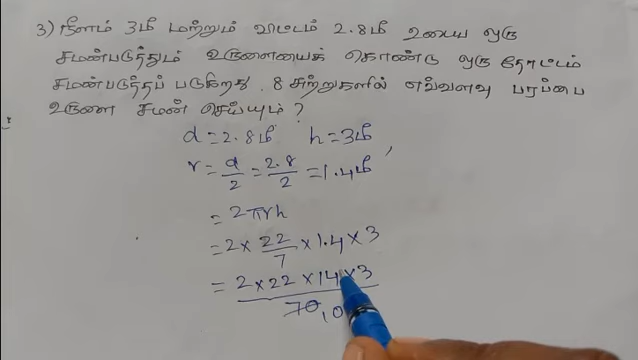 3) நீளம் 3மீ மற்றும் விட்டம் 2.8மீ உடைய ஒரு
சமன்படுத்தும் உருளையைக் கொண்டு ஒரு தோட்டம்
சமன்படுத்தப் படுகிறது. 8 சுற்றுகளில் எவ்வளவு பரப்பை
உருளை சமன் செய்யும்?
d = 2.8மீ h = 3மீ,
r = d/2 = 2.8/2 = 1.4மீ
= 2πrh
= 2 × 22/7 × 1.4 × 3
= 2 × 22 × 14 × 3
70, 0